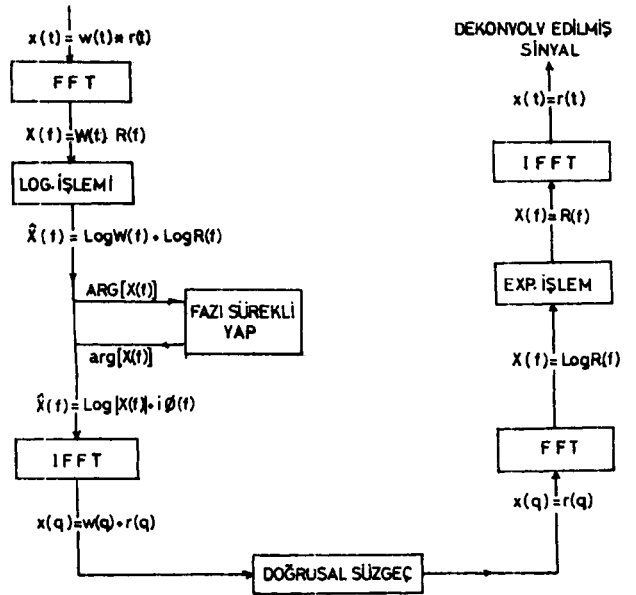 x(t) = w(t) * r(t)
FFT
X(f) = W(t). R(f)
LOG. İŞLEMİ
X̂(f) = LogW(f) + LogR(f)
ARG[X(f)]
FAZI SÜREKLİ
YAP
arg[X(f)]
X̂(f) = Log|X(f)| + iØ(f)
IFFT
x(q) = w(q) + r(q)
DOĞRUSAL SÜZGEÇ
x(q) = r(q)
FFT
X(f) = LogR(f)
EXP. İŞLEM
X(f) = R(f)
IFFT
x(t) = r(t)
DEKONYOLV EDİLMİŞ
SİNYAL